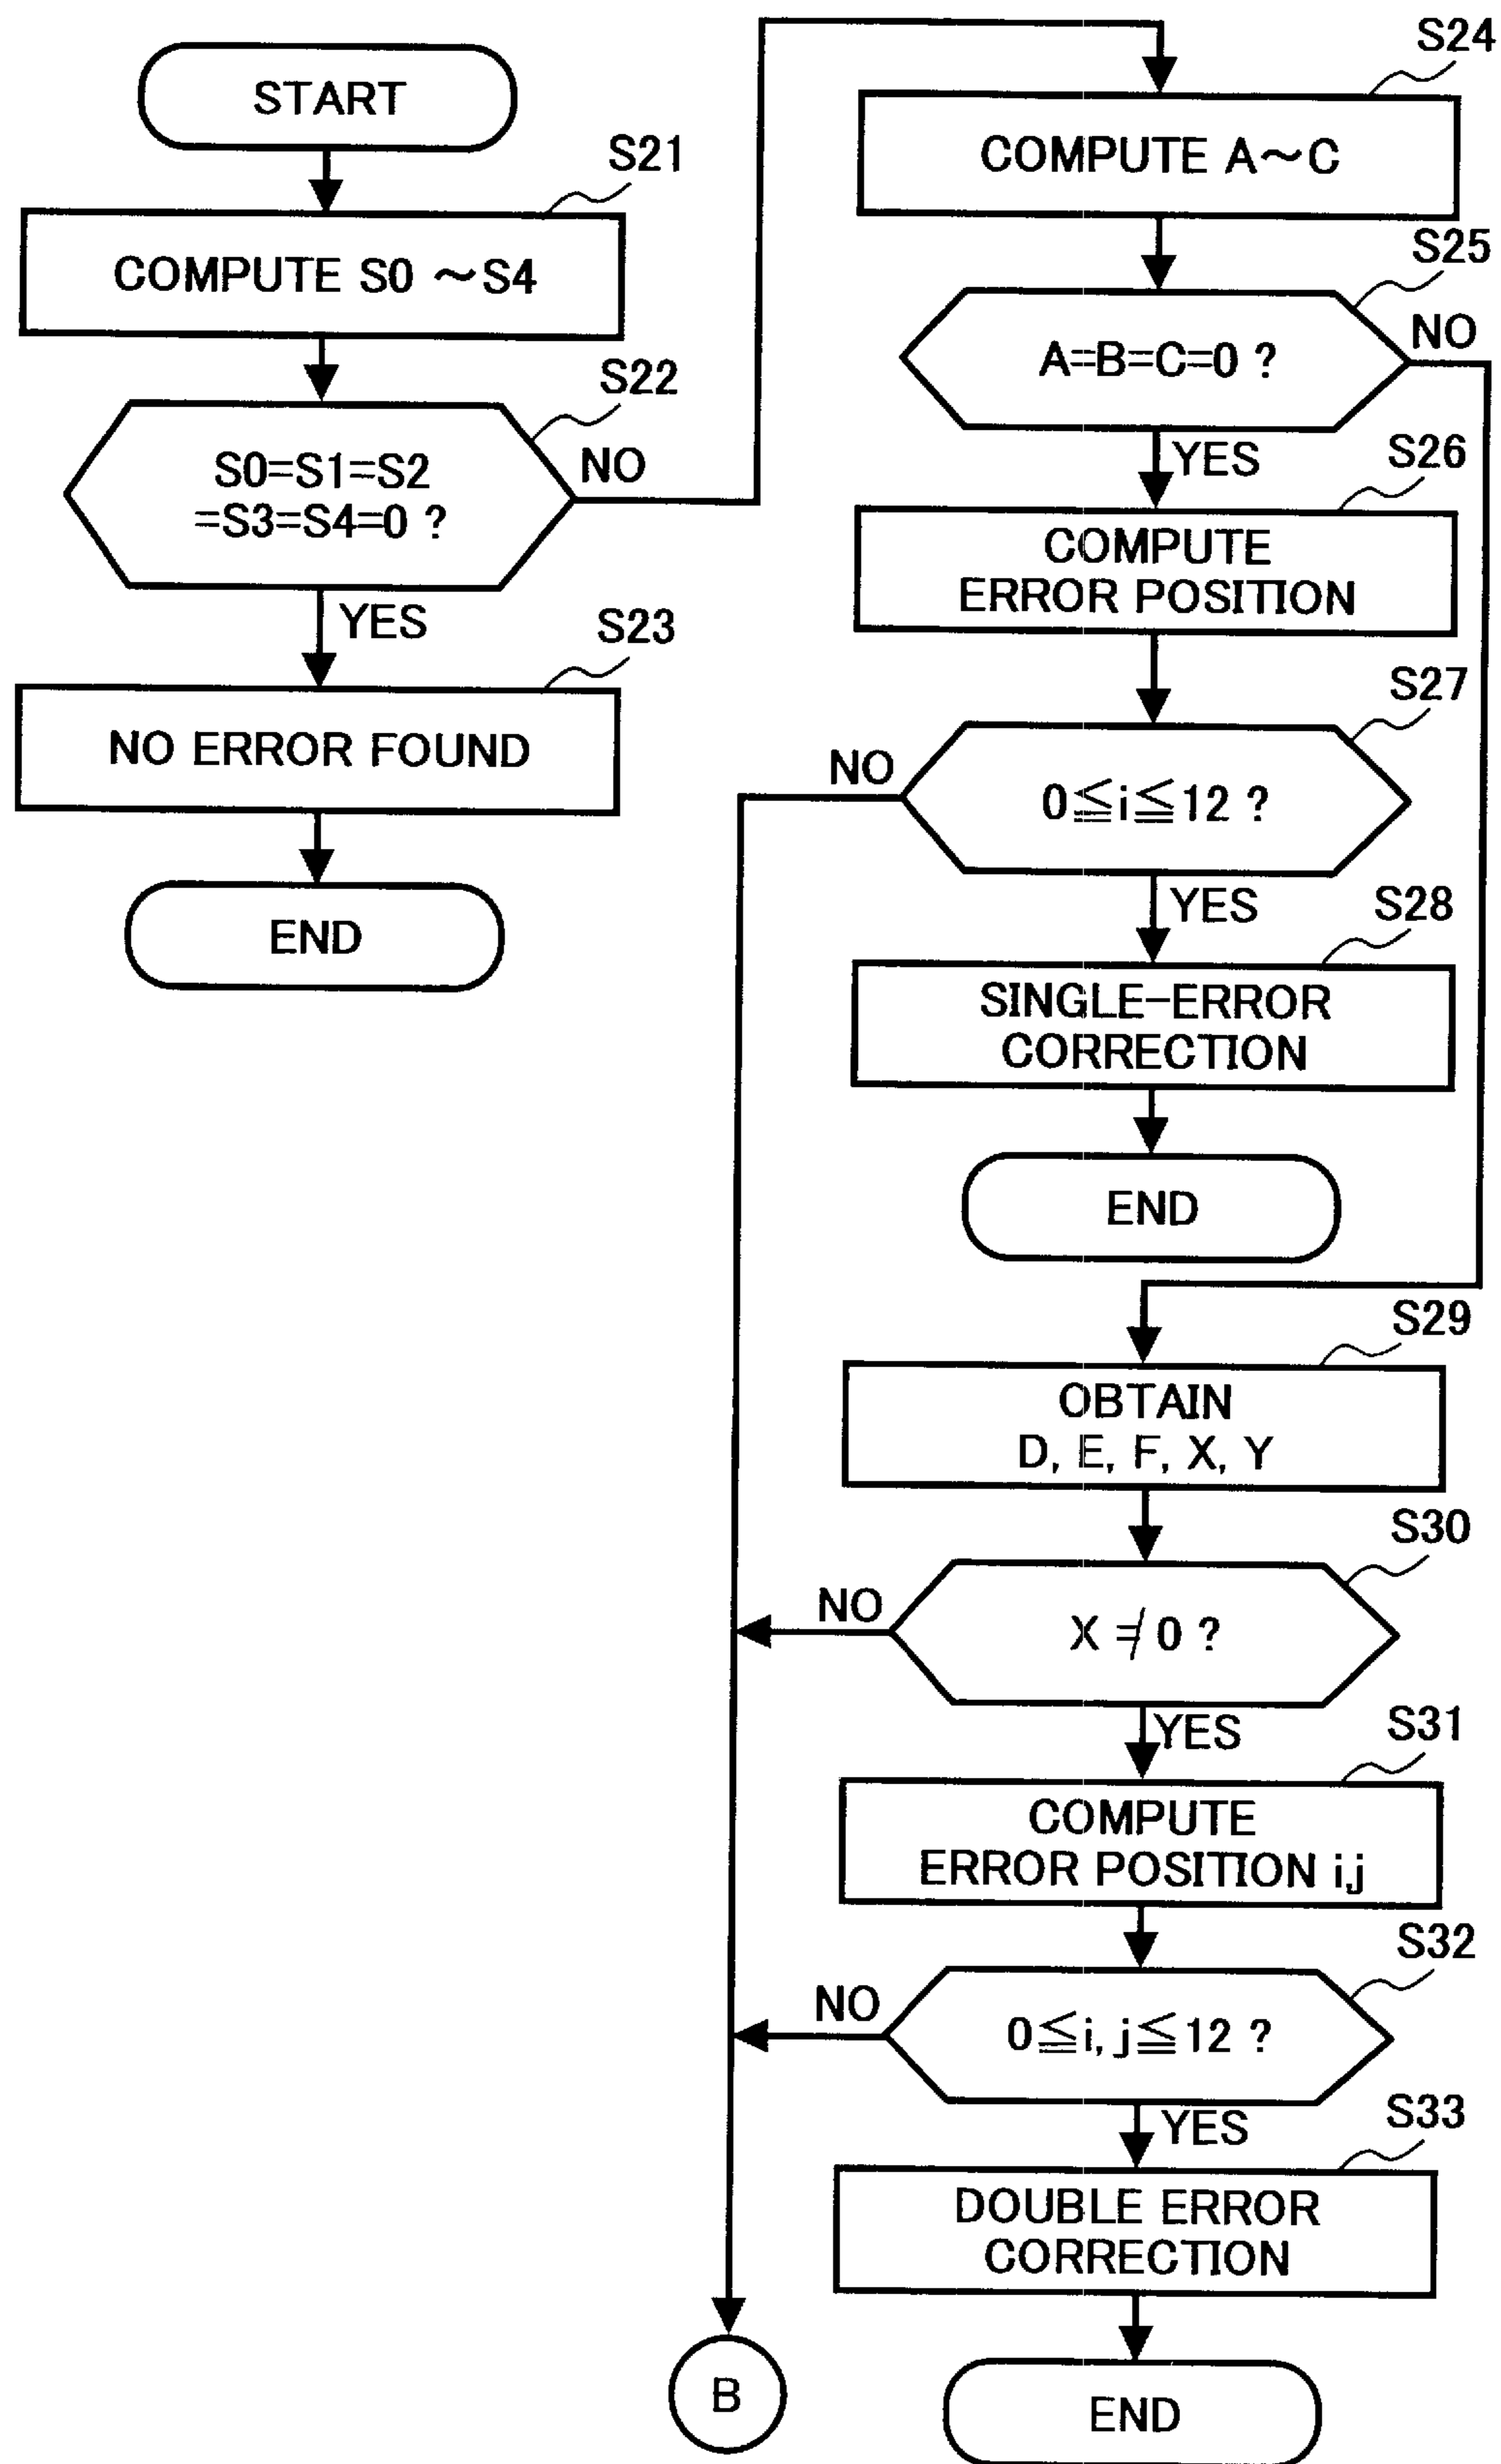 START
S21
COMPUTE S0 ~S4
S22
S0=S1=S2
=S3=S4=0 ?
NO
YES
S23
NO ERROR FOUND
END
S24
COMPUTE A~C
S25
A=B=C=0 ?
NO
YES
S26
COMPUTE
ERROR POSITION
S27
0≦i≦12 ?
NO
YES
S28
SINGLE-ERROR
CORRECTION
END
S29
OBTAIN
D, E, F, X, Y
S30
X ≠ 0 ?
NO
YES
S31
COMPUTE
ERROR POSITION i,j
S32
0≦i, j≦12 ?
NO
YES
S33
DOUBLE ERROR
CORRECTION
END
B